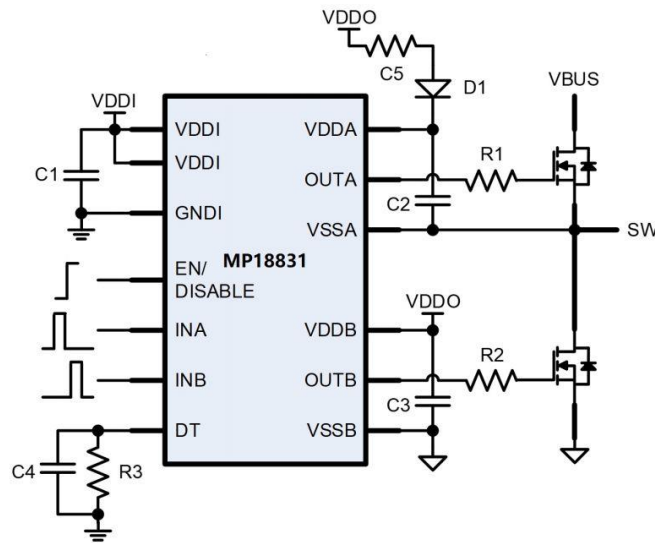 VDDO
C5
D1
VBUS
VDDI
VDDI
VDDA
VDDI
C1
R1
OUTA
C2
GNDI
VSSA
SW
MP18831
EN/
DISABLE
VDDO
INA
VDDB
R2
INB
OUTB
C3
DT
VSSB
C4
R3